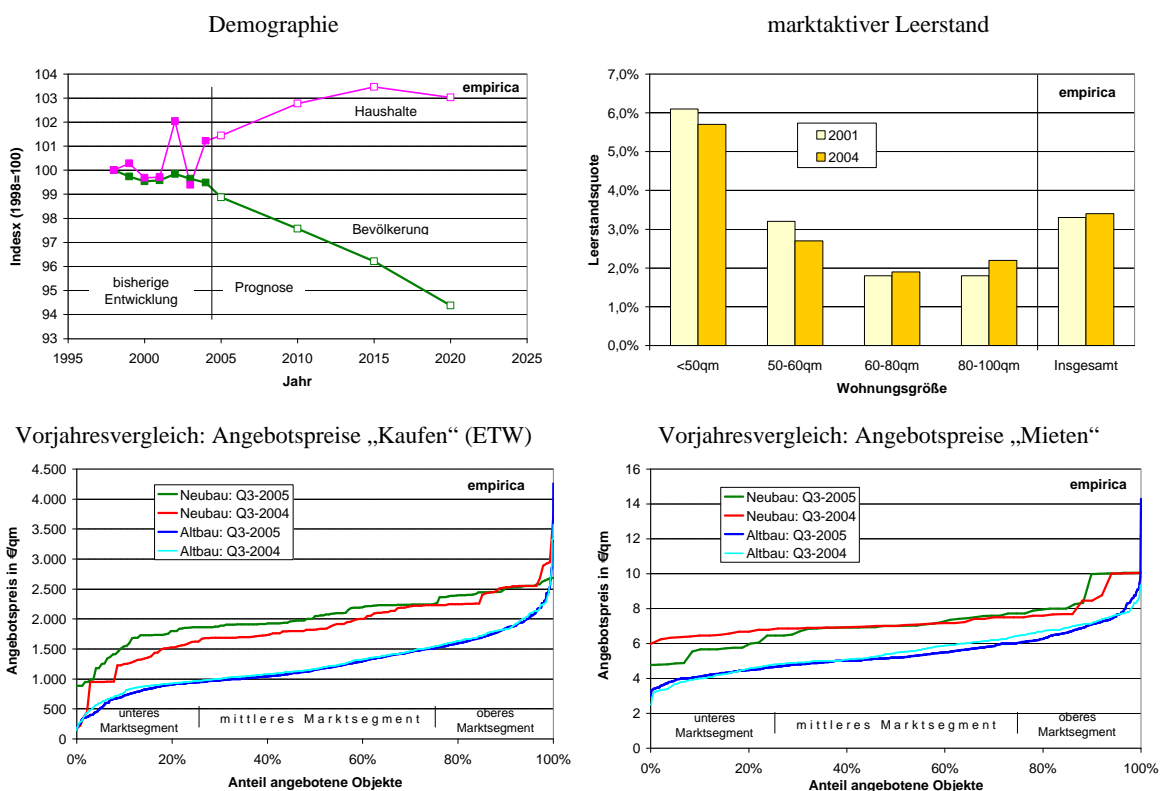 Demographie
104
103
102
101
100
99
98
97
96
95
94
93
Indesx (1998=100)
empirica
Haushalte
Bevölkerung
bisherige
Entwicklung
Prognose
1995
2000
2005
2010
2015
2020
2025
Jahr
marktaktiver Leerstand
7,0%
6,0%
5,0%
4,0%
3,0%
2,0%
1,0%
0,0%
Leerstandsquote
empirica
2001
2004
<50qm
50-60qm
60-80qm
80-100qm
Insgesamt
Wohnungsgröße
Vorjahresvergleich: Angebotspreise „Kaufen“ (ETW)
4.500
4.000
3.500
3.000
2.500
2.000
1.500
1.000
500
0
Angebotspreis in €/qm
empirica
Neubau: Q3-2005
Neubau: Q3-2004
Altbau: Q3-2005
Altbau: Q3-2004
unteres
Marktsegment
mittleres Marktsegment
oberes
Marktsegment
0%
20%
40%
60%
80%
100%
Anteil angebotene Objekte
Vorjahresvergleich: Angebotspreise „Mieten“
16
14
12
10
8
6
4
2
0
Angebotspreis in €/qm
empirica
Neubau: Q3-2005
Neubau: Q3-2004
Altbau: Q3-2005
Altbau: Q3-2004
unteres
Marktsegment
mittleres Marktsegment
oberes
Marktsegment
0%
20%
40%
60%
80%
100%
Anteil angebotene Objekte